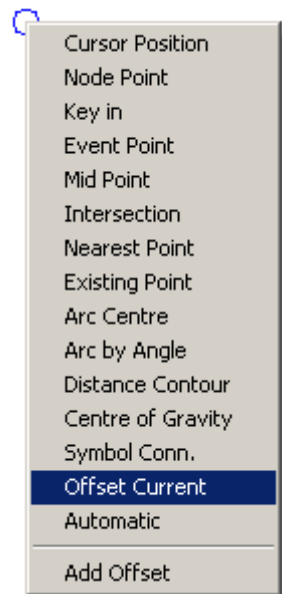 Cursor Position
Node Point
Key in
Event Point
Mid Point
Intersection
Nearest Point
Existing Point
Arc Centre
Arc by Angle
Distance Contour
Centre of Gravity
Symbol Conn.
Offset Current
Automatic
Add Offset